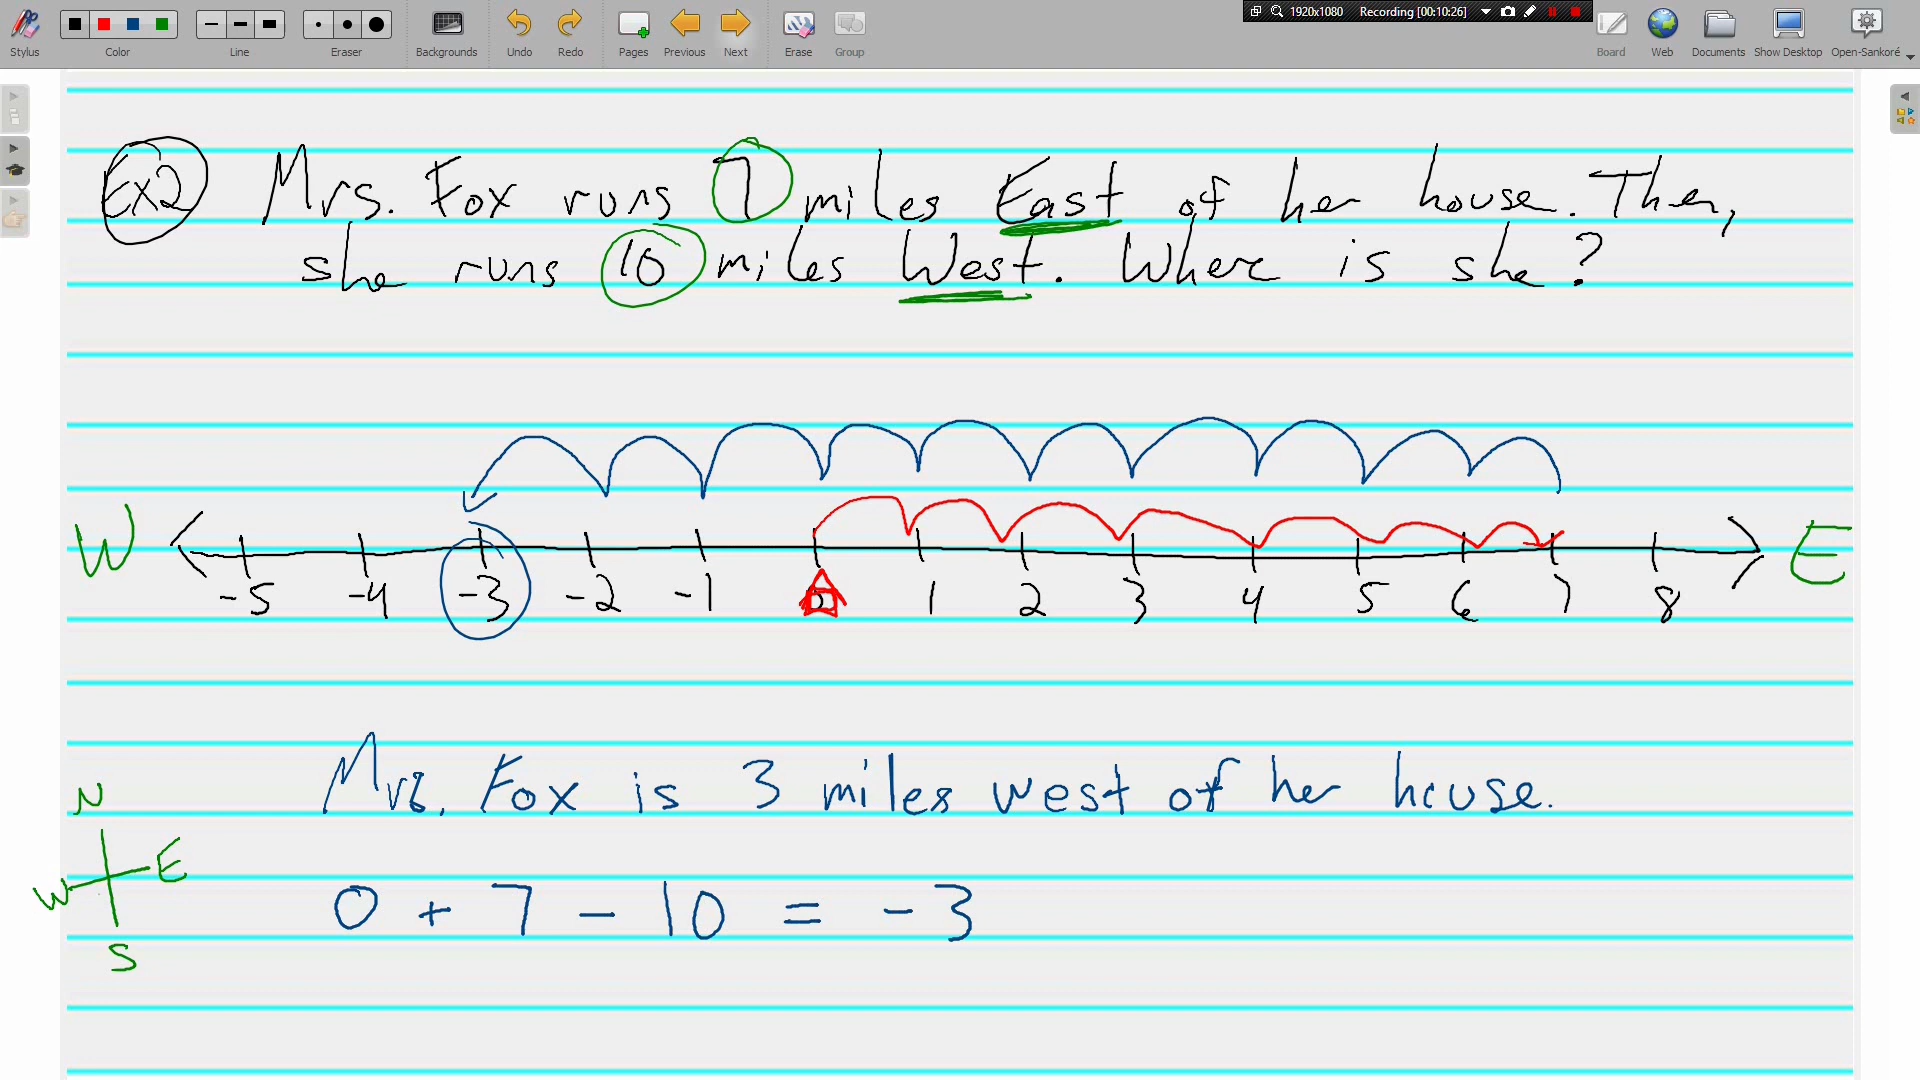 1920x1080 Recording [00:10:26]
Stylus Color Line Eraser Backgrounds Undo Redo Pages Previous Next Erase Group Board Web Documents Show Desktop Open-Sankoré
Ex2 Mrs. Fox runs 7 miles East of her house. Then,
she runs 10 miles West. Where is she?
W E
-5 -4 -3 -2 -1 0 1 2 3 4 5 6 7 8
Mrs. Fox is 3 miles west of her house.
N
W E
S
0 + 7 - 10 = -3